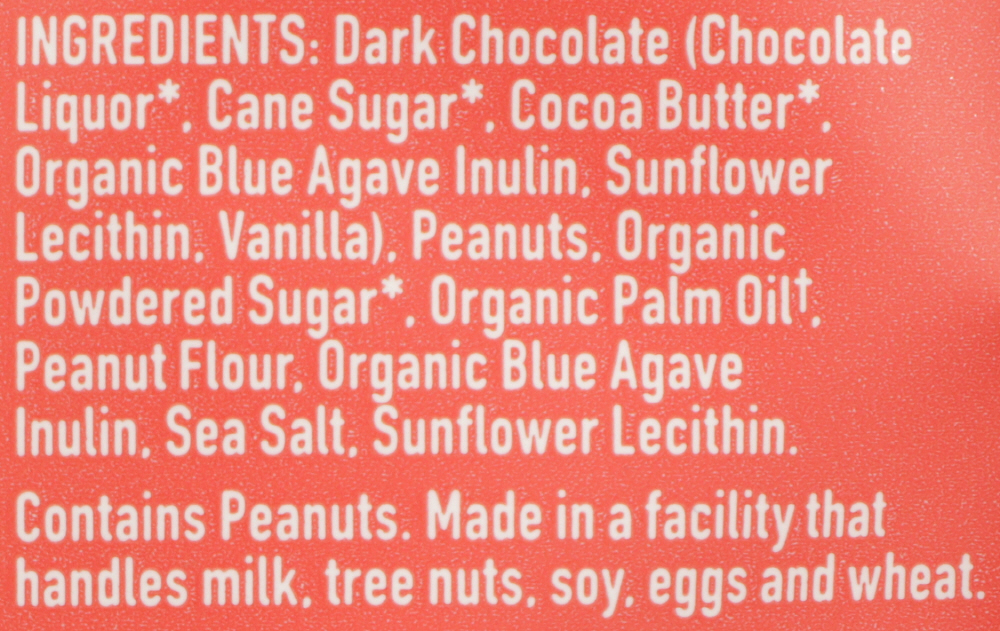 INGREDIENTS: Dark Chocolate (Chocolate
Liquor*, Cane Sugar*, Cocoa Butter*,
Organic Blue Agave Inulin, Sunflower
Lecithin, Vanilla), Peanuts, Organic
Powdered Sugar*, Organic Palm Oil†,
Peanut Flour, Organic Blue Agave
Inulin, Sea Salt, Sunflower Lecithin.
Contains Peanuts. Made in a facility that
handles milk, tree nuts, soy, eggs and wheat.